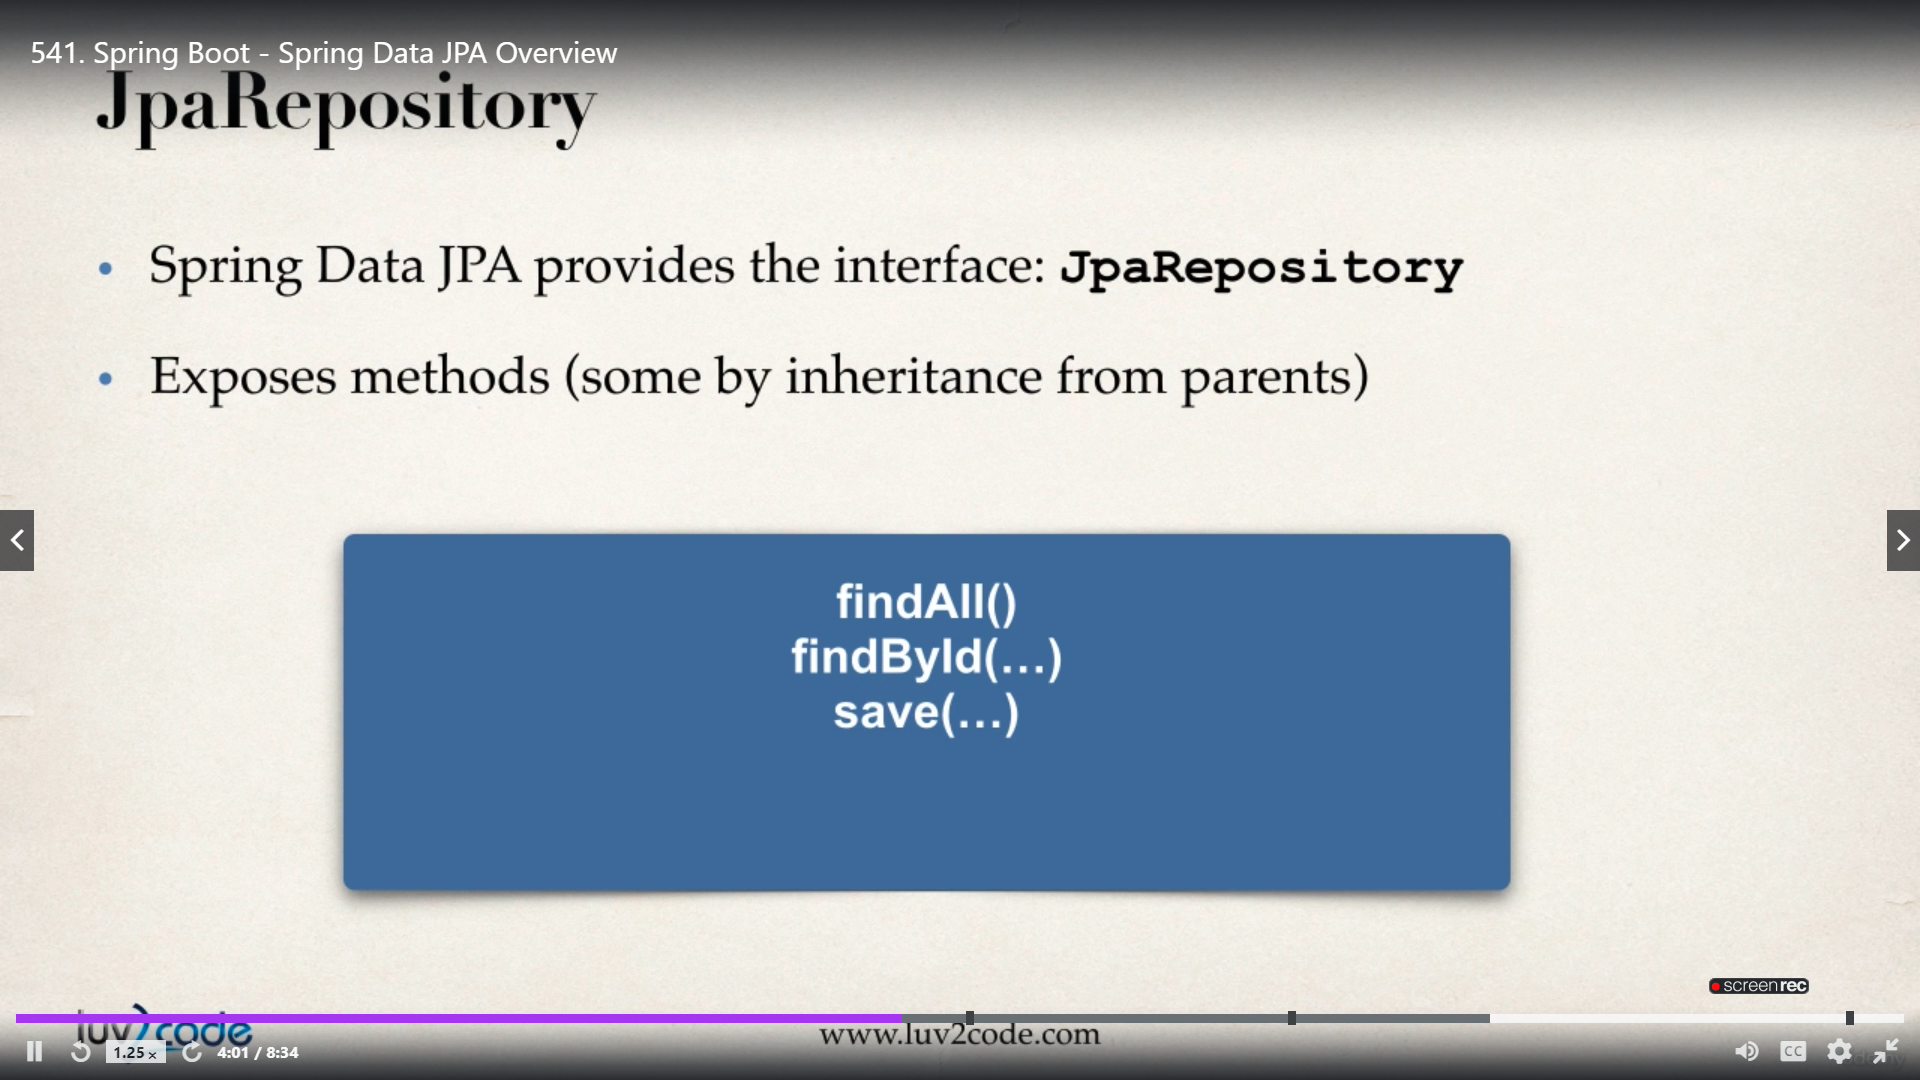 541. Spring Boot - Spring Data JPA Overview
JpaRepository
• Spring Data JPA provides the interface: JpaRepository
• Exposes methods (some by inheritance from parents)
findAll()
findById(…)
save(…)
screenrec
luv2code
www.luv2code.com
1.25 x
4:01 / 8:34
CC